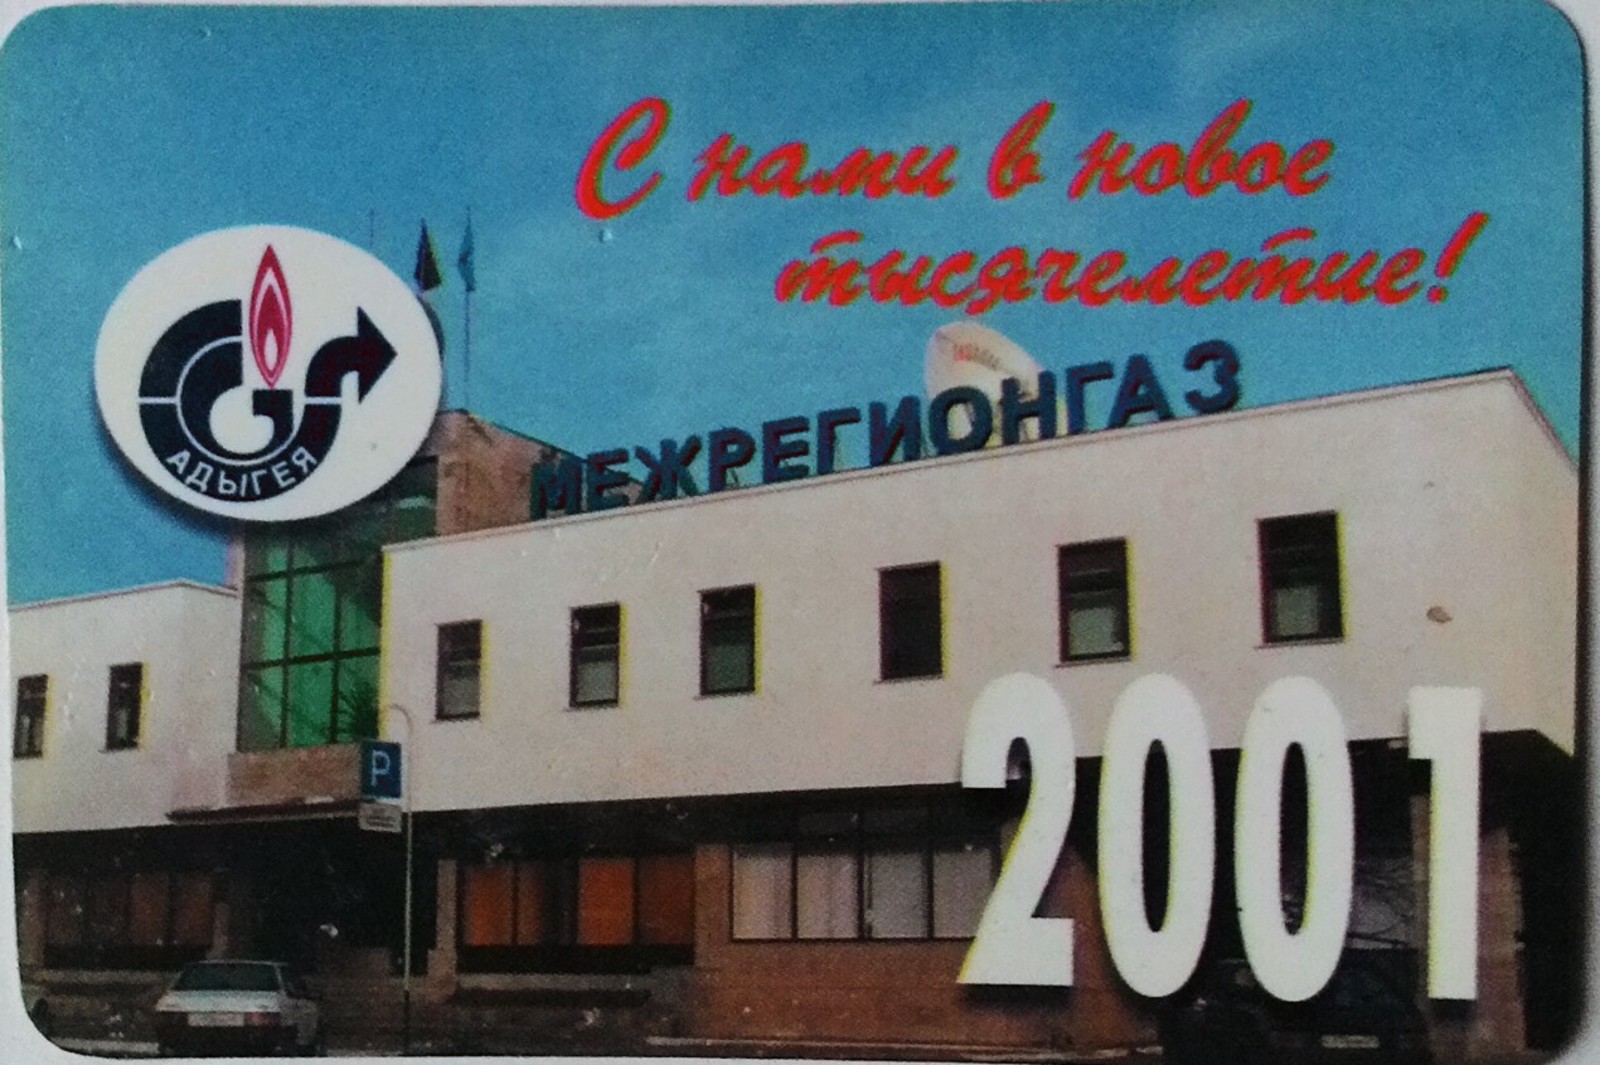 С нами в новое
тысячелетие!
МЕЖРЕГИОНГАЗ
АДЫГЕЯ
P
2001